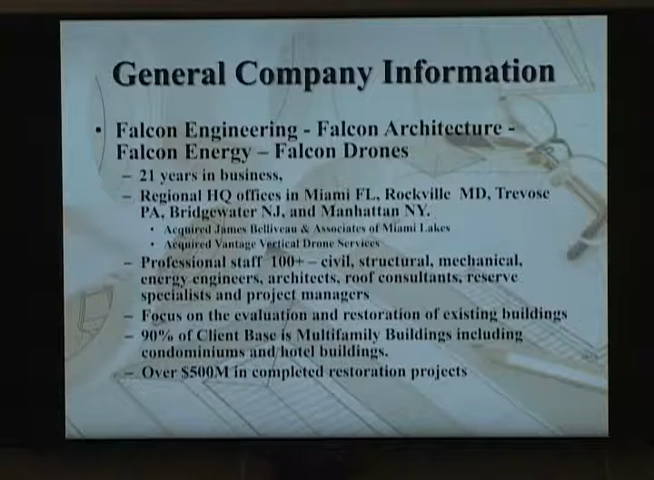 General Company Information
• Falcon Engineering - Falcon Architecture -
Falcon Energy – Falcon Drones
– 21 years in business,
– Regional HQ offices in Miami FL, Rockville MD, Trevose
PA, Bridgewater NJ, and Manhattan NY.
• Acquired James Belliveau & Associates of Miami Lakes
• Acquired Vantage Vertical Drone Services
– Professional staff 100+ – civil, structural, mechanical,
energy engineers, architects, roof consultants, reserve
specialists and project managers
– Focus on the evaluation and restoration of existing buildings
– 90% of Client Base is Multifamily Buildings including
condominiums and hotel buildings.
– Over $500M in completed restoration projects